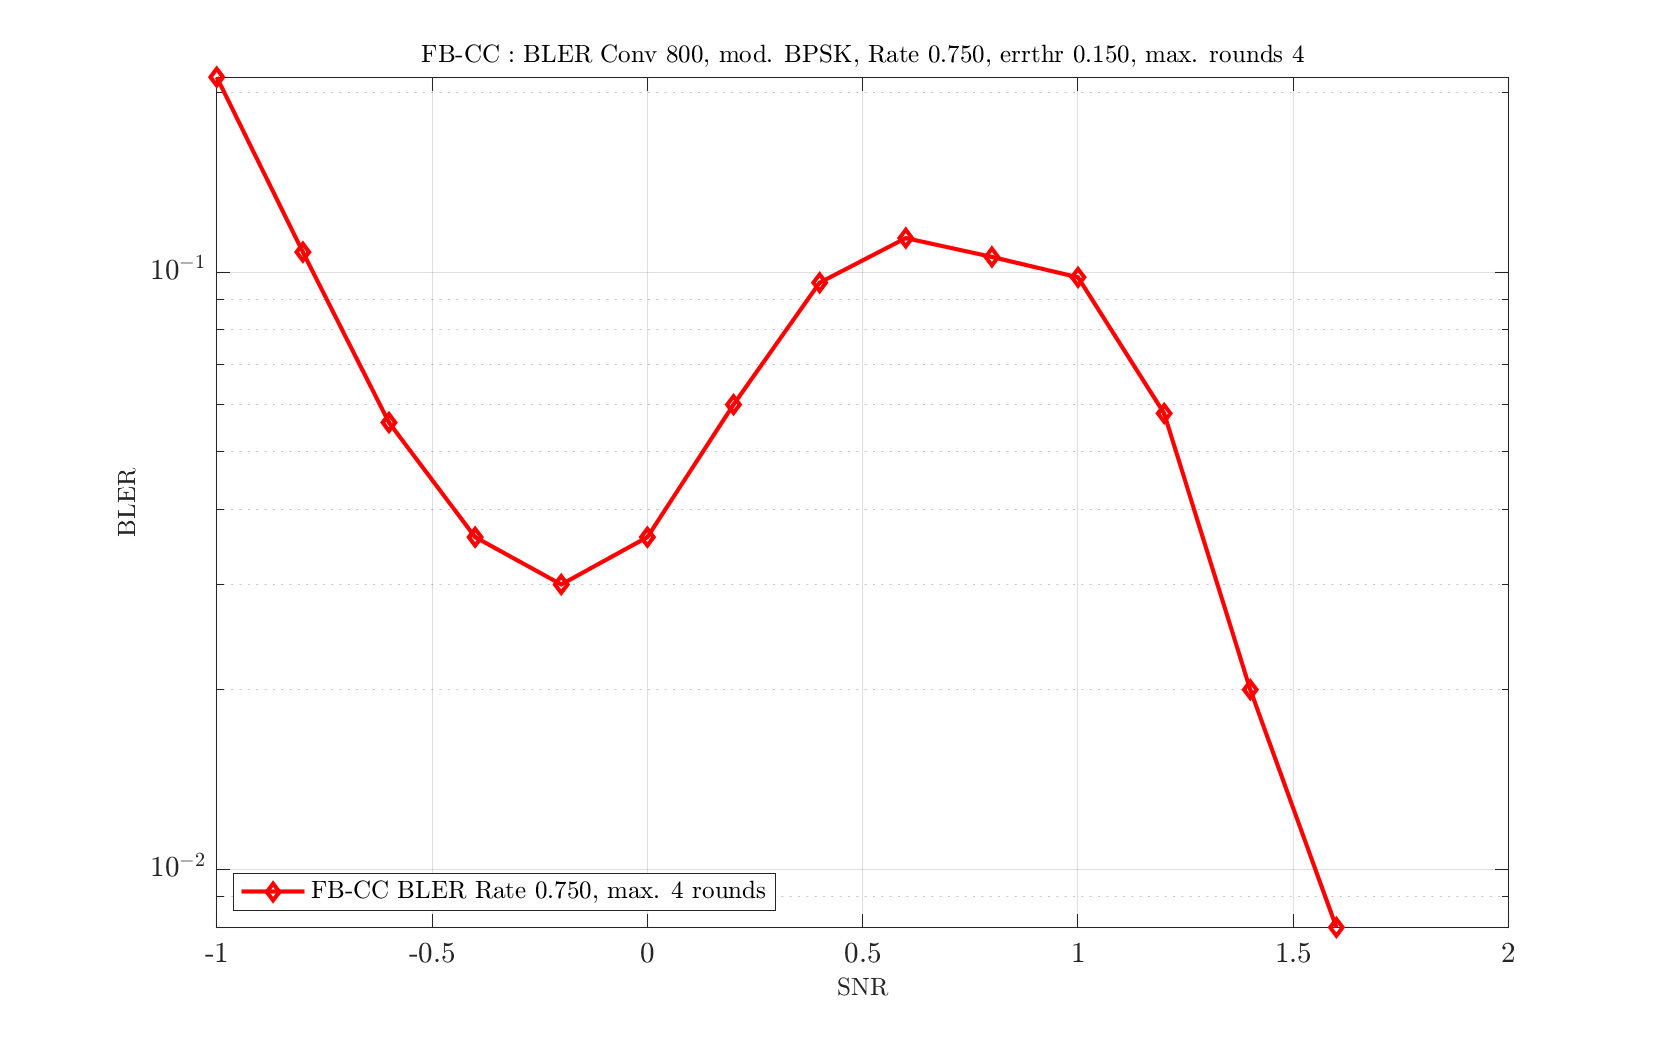 FB-CC : BLER Conv 800, mod. BPSK, Rate 0.750, errthr 0.150, max. rounds 4
BLER
10⁻¹
10⁻²
FB-CC BLER Rate 0.750, max. 4 rounds
-1 -0.5 0 0.5 1 1.5 2
SNR